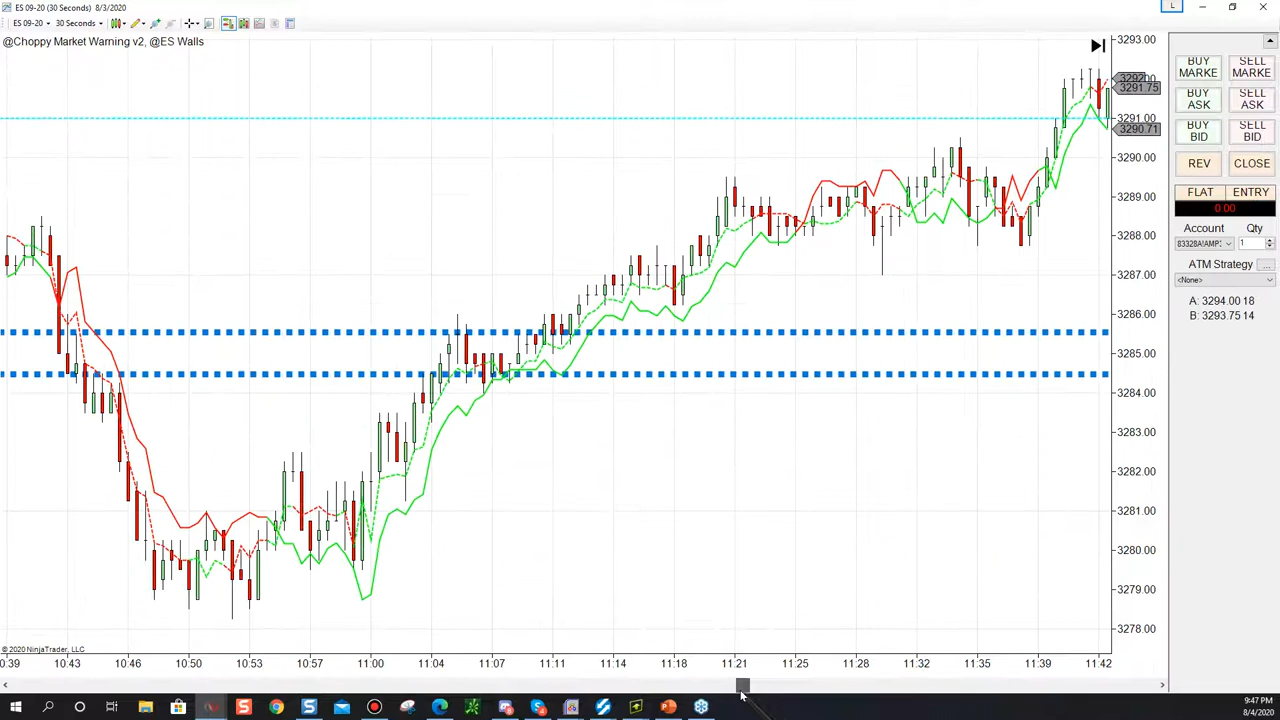 ES 09-20 (30 Seconds) 8/3/2020
L
ES 09-20
30 Seconds
@Choppy Market Warning v2, @ES Walls
3293.00
3291.75
3291.00
3290.71
3290.00
3289.00
3288.00
3287.00
3286.00
3285.00
3284.00
3283.00
3282.00
3281.00
3280.00
3279.00
3278.00
BUY MARKE
SELL MARKE
BUY ASK
SELL ASK
BUY BID
SELL BID
REV
CLOSE
FLAT
ENTRY
0.00
Account
Qty
1
ATM Strategy
...
<None>
A: 3294.00 18
B: 3293.75 14
© 2020 NinjaTrader, LLC
0:39 10:43 10:46 10:50 10:53 10:57 11:00 11:04 11:07 11:11 11:14 11:18 11:21 11:25 11:28 11:32 11:35 11:39 11:42
9:47 PM
8/4/2020